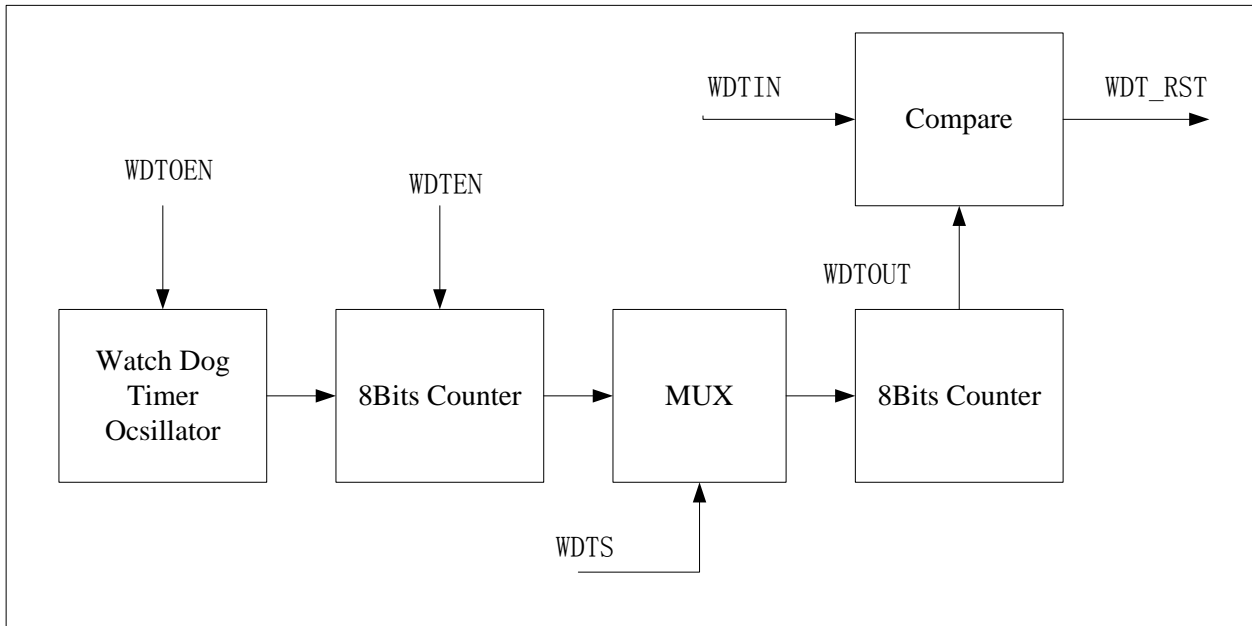 WDTIN
Compare
WDT_RST
WDTOEN
WDTEN
WDTOUT
Watch Dog
Timer
Ocsillator
8Bits Counter
MUX
8Bits Counter
WDTS